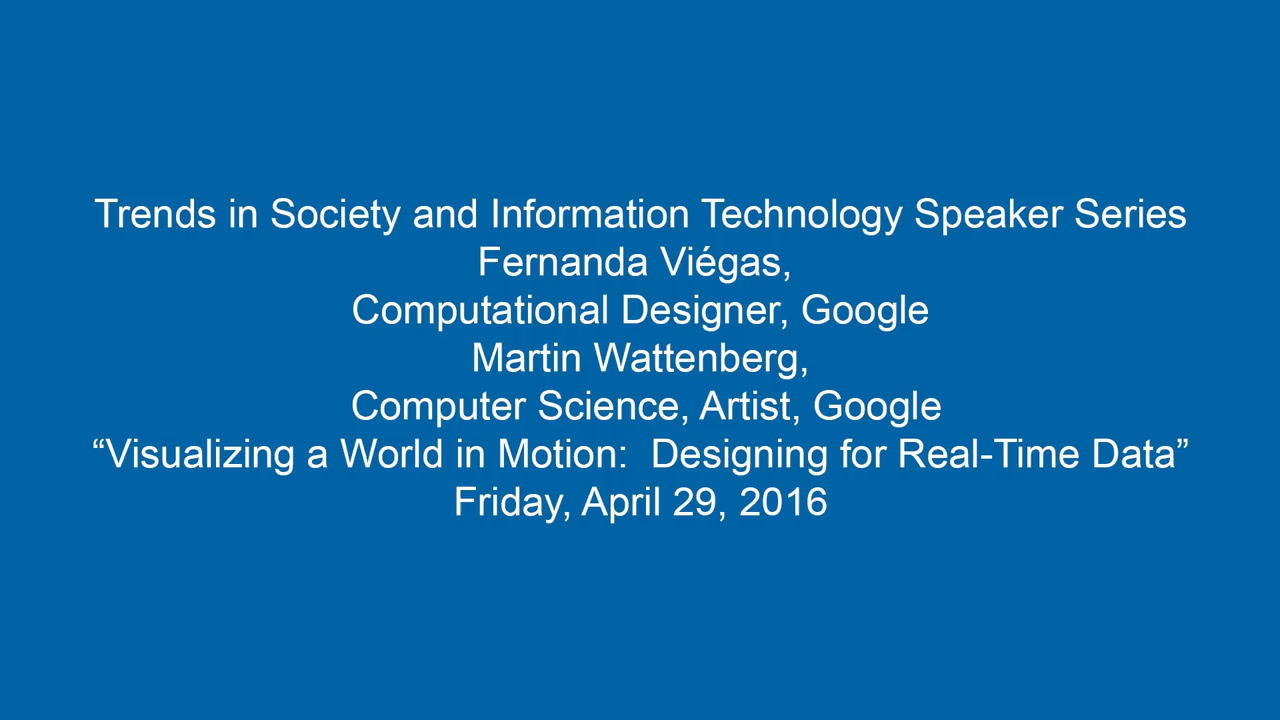 Trends in Society and Information Technology Speaker Series
Fernanda Viégas,
Computational Designer, Google
Martin Wattenberg,
Computer Science, Artist, Google
“Visualizing a World in Motion:  Designing for Real-Time Data”
Friday, April 29, 2016